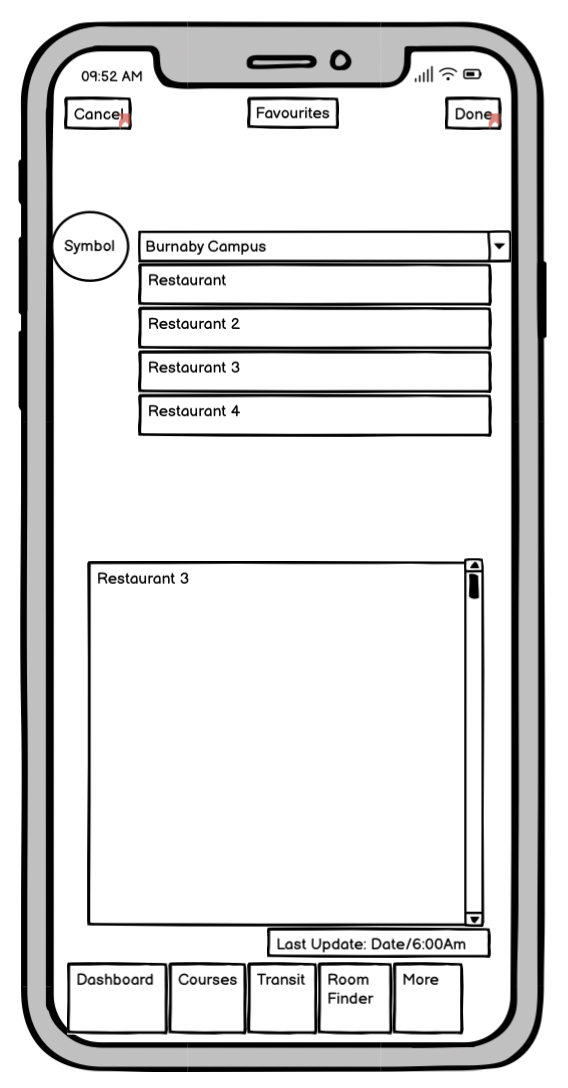 09:52 AM
Cancel
Favourites
Done
Symbol
Burnaby Campus
Restaurant
Restaurant 2
Restaurant 3
Restaurant 4
Restaurant 3
Last Update: Date/6:00Am
Dashboard
Courses
Transit
Room
Finder
More